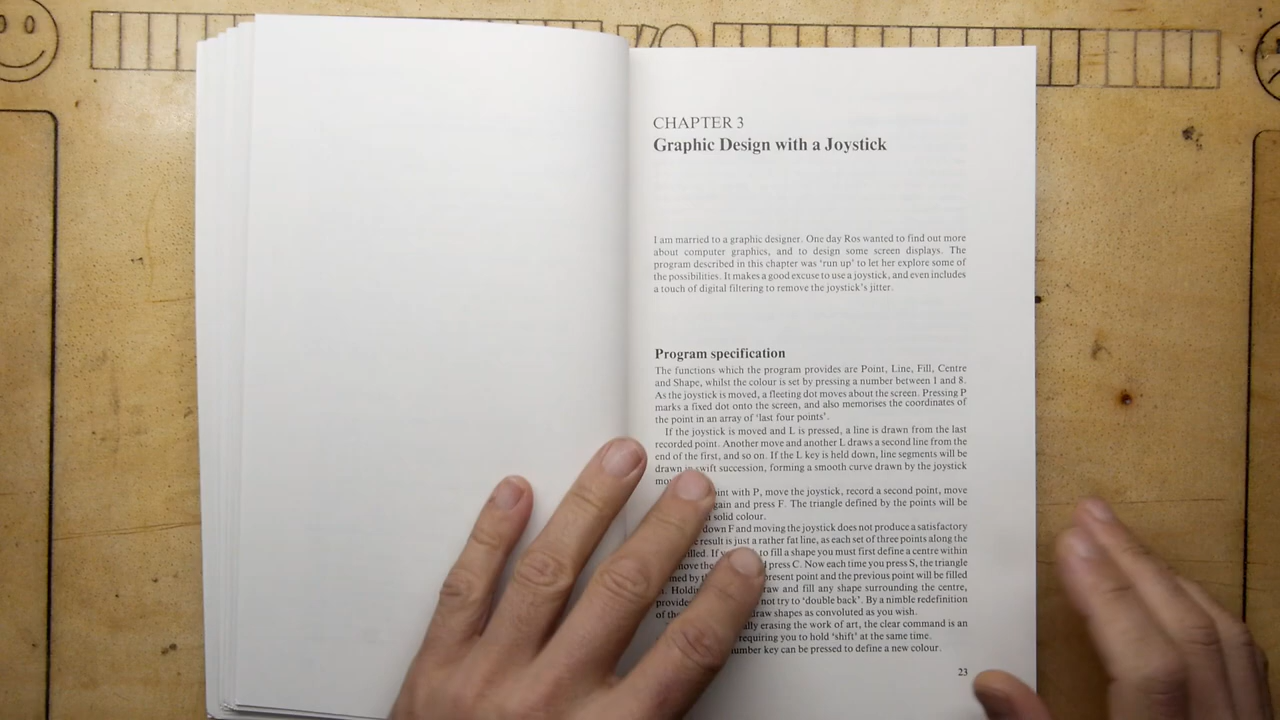 I/O
CHAPTER 3
Graphic Design with a Joystick
I am married to a graphic designer. One day Ros wanted to find out more
about computer graphics, and to design some screen displays. The
program described in this chapter was ‘run up’ to let her explore some of
the possibilities. It makes a good excuse to use a joystick, and even includes
a touch of digital filtering to remove the joystick’s jitter.
Program specification
The functions which the program provides are Point, Line, Fill, Centre
and Shape, whilst the colour is set by pressing a number between 1 and 8.
As the joystick is moved, a fleeting dot moves about the screen. Pressing P
marks a fixed dot onto the screen, and also memorises the coordinates of
the point in an array of ‘last four points’.
If the joystick is moved and L is pressed, a line is drawn from the last
recorded point. Another move and another L draws a second line from the
end of the first, and so on. If the L key is held down, line segments will be
drawn in swift succession, forming a smooth curve drawn by the joystick
point with P, move the joystick, record a second point, move
again and press F. The triangle defined by the points will be
solid colour.
down F and moving the joystick does not produce a satisfactory
result is just a rather fat line, as each set of three points along the
filled. If you to fill a shape you must first define a centre within
move the press C. Now each time you press S, the triangle
present point and the previous point will be filled
draw and fill any shape surrounding the centre,
provided not try to ‘double back’. By a nimble redefinition
of the draw shapes as convoluted as you wish.
erasing the work of art, the clear command is an
requiring you to hold ‘shift’ at the same time.
number key can be pressed to define a new colour.
23